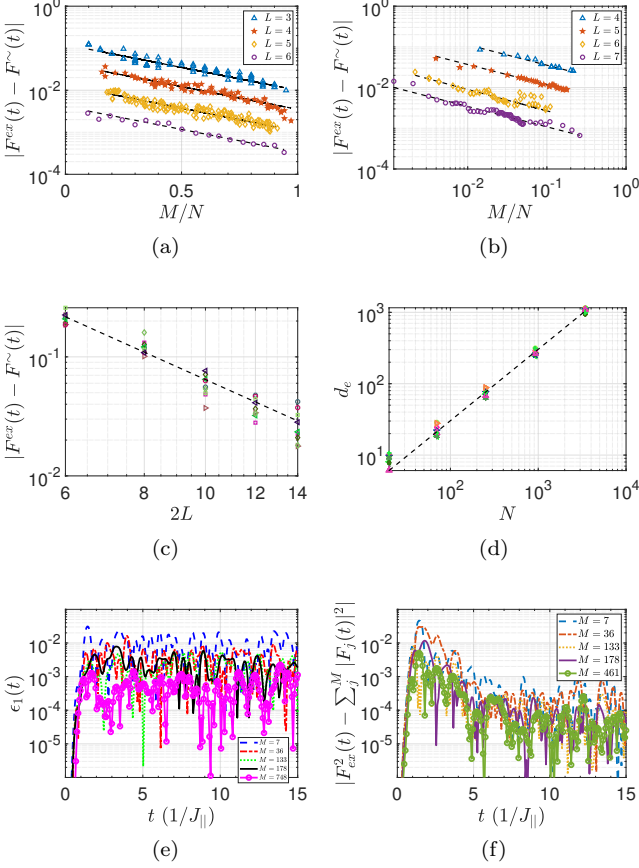 |F^{ex}(t) − F^{∼}(t)|
10^0
10^{-2}
10^{-4}
0
0.5
1
M/N
L = 3
L = 4
L = 5
L = 6
(a)
|F^{ex}(t) − F^{∼}(t)|
10^0
10^{-2}
10^{-4}
10^{-2}
10^{-1}
10^0
M/N
L = 4
L = 5
L = 6
L = 7
(b)
|F^{ex}(t) − F^{∼}(t)|
10^{-1}
10^{-2}
6
8
10
12
14
2L
(c)
d_e
10^3
10^2
10^1
10^2
10^3
10^4
N
(d)
ϵ_1(t)
10^{-2}
10^{-3}
10^{-4}
10^{-5}
0
5
10
15
t (1/J_{||})
M = 7
M = 36
M = 133
M = 178
M = 748
(e)
|F_{ex}^2(t) − ∑_j^M |F_j(t)|^2|
10^{-2}
10^{-3}
10^{-4}
10^{-5}
0
5
10
15
t (1/J_{||})
M = 7
M = 36
M = 133
M = 178
M = 461
(f)